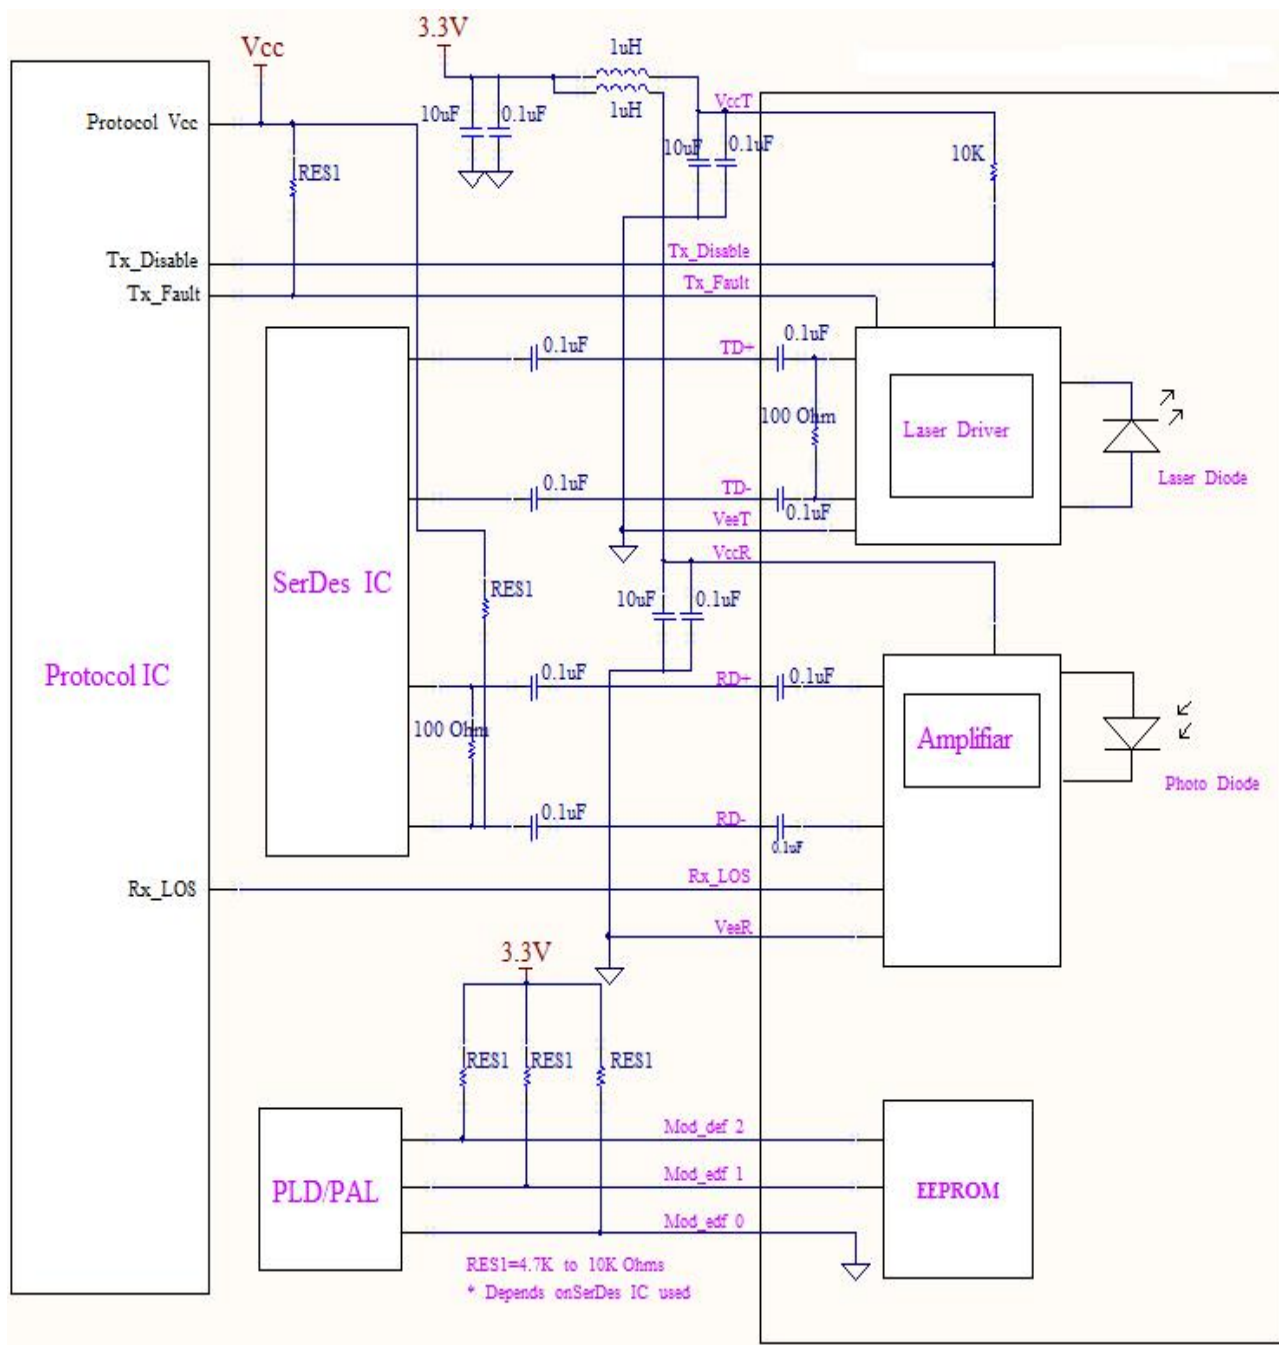 3.3V
1uH
Vcc
1uH
VccT
10uF
0.1uF
Protocol Vcc
10uF
0.1uF
10K
RES1
Tx_Disable
Tx_Disable
Tx_Fault
Tx_Fault
0.1uF
0.1uF
TD+
100 Ohm
Laser Driver
Laser Diode
0.1uF
TD-
0.1uF
VeeT
VccR
SerDes IC
RES1
10uF
0.1uF
Protocol IC
0.1uF
RD+
0.1uF
100 Ohm
Amplifiar
Photo Diode
0.1uF
RD-
0.1uF
Rx_LOS
Rx_LOS
VeeR
3.3V
RES1
RES1
RES1
Mod_def 2
PLD/PAL
Mod_edf 1
EEPROM
Mod_edf 0
RES1=4.7K to 10K Ohms
* Depends onSerDes IC used